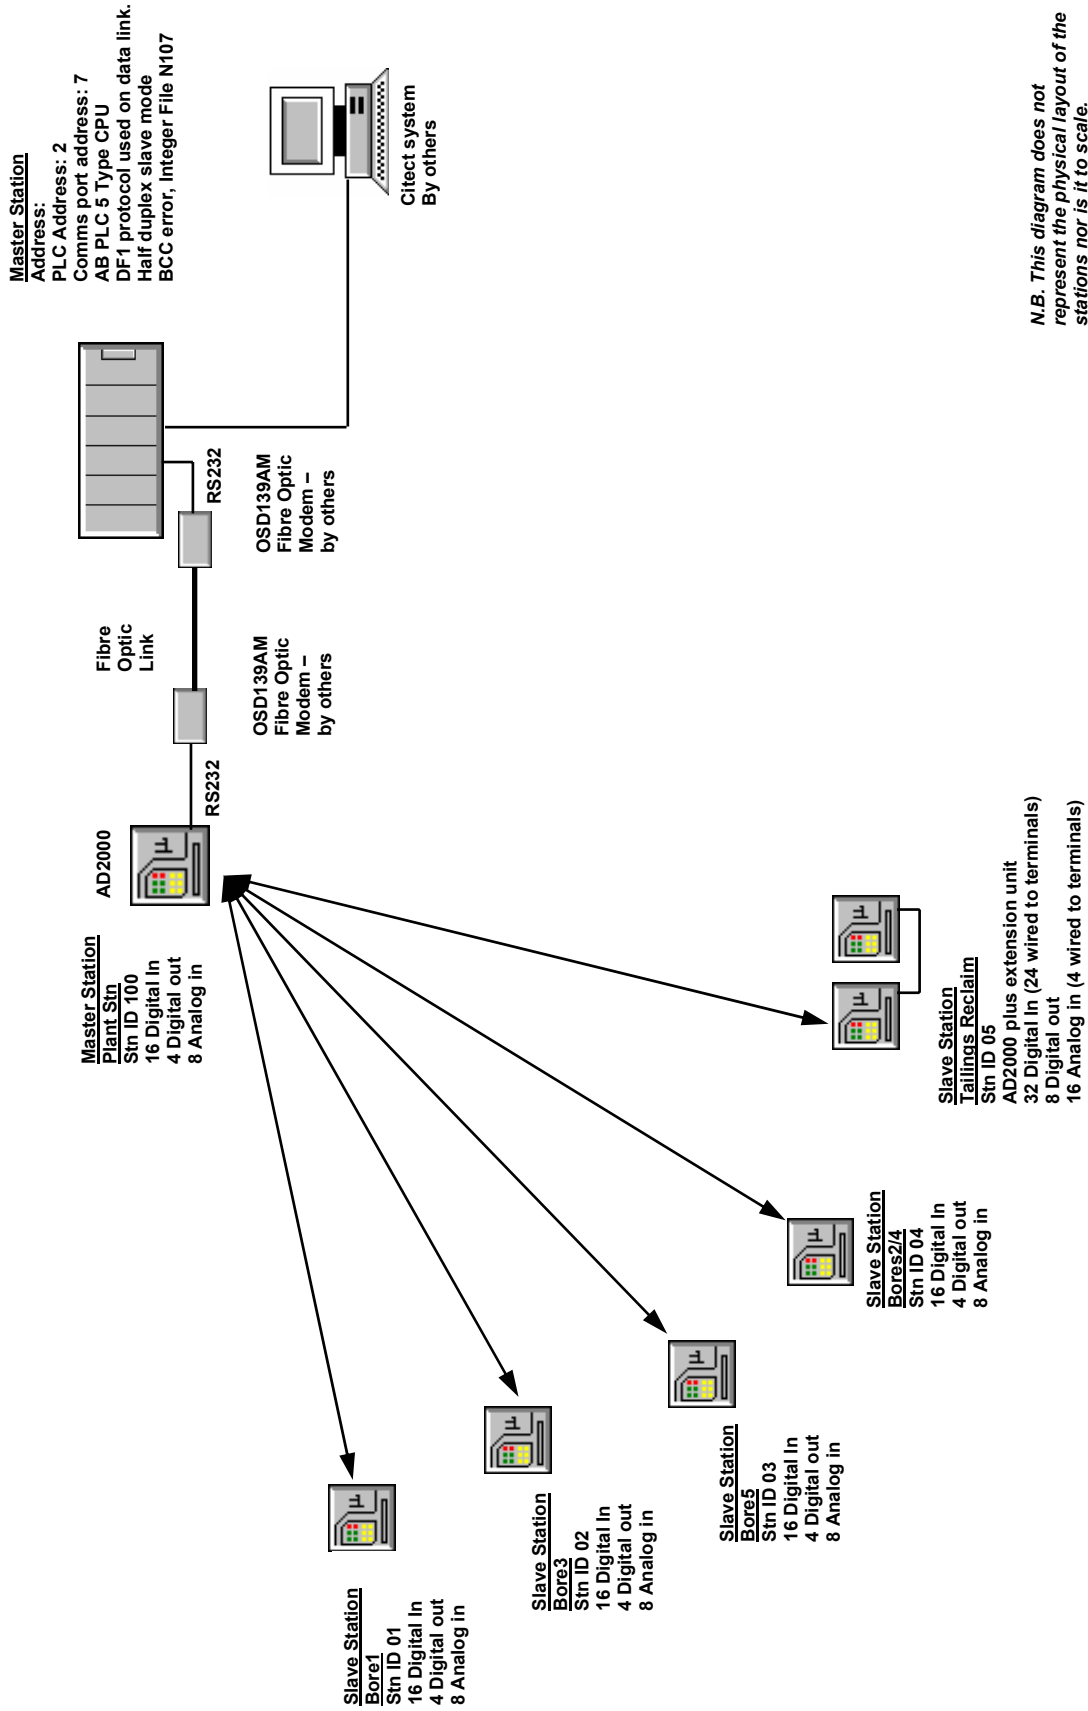 Master Station
Address:
PLC Address: 2
Comms port address: 7
AB PLC 5 Type CPU
DF1 protocol used on data link.
Half duplex slave mode
BCC error, Integer File N107
Citect system
By others
RS232
OSD139AM
Fibre Optic
Modem –
by others
Fibre
Optic
Link
OSD139AM
Fibre Optic
Modem –
by others
RS232
AD2000
Master Station
Plant Stn
Stn ID 100
16 Digital In
4 Digital out
8 Analog in
Slave Station
Bore1
Stn ID 01
16 Digital In
4 Digital out
8 Analog in
Slave Station
Bore3
Stn ID 02
16 Digital In
4 Digital out
8 Analog in
Slave Station
Bore5
Stn ID 03
16 Digital In
4 Digital out
8 Analog in
Slave Station
Bores2/4
Stn ID 04
16 Digital In
4 Digital out
8 Analog in
Slave Station
Tailings Reclaim
Stn ID 05
AD2000 plus extension unit
32 Digital In (24 wired to terminals)
8 Digital out
16 Analog in (4 wired to terminals)
N.B. This diagram does not
represent the physical layout of the
stations nor is it to scale.